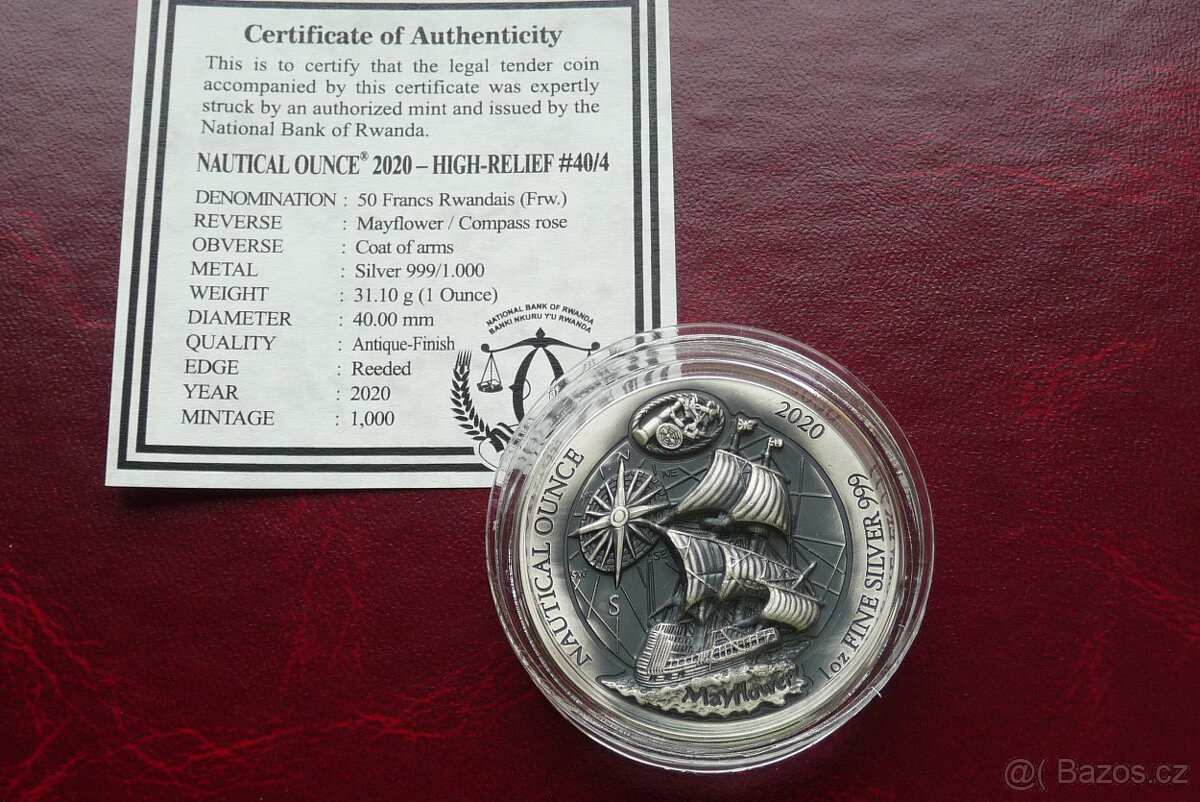 Certificate of Authenticity
This is to certify that the legal tender coin
accompanied by this certificate was expertly
struck by an authorized mint and issued by the
National Bank of Rwanda.
NAUTICAL OUNCE® 2020 – HIGH-RELIEF #40/4
DENOMINATION : 50 Francs Rwandais (Frw.)
REVERSE : Mayflower / Compass rose
OBVERSE : Coat of arms
METAL : Silver 999/1.000
WEIGHT : 31.10 g (1 Ounce)
DIAMETER : 40.00 mm
QUALITY : Antique-Finish
EDGE : Reeded
YEAR : 2020
MINTAGE : 1,000
NATIONAL BANK OF RWANDA
BANKI NKURU Y'U RWANDA
NAUTICAL OUNCE
2020
1oz FINE SILVER 999
N
NE
SE
S
SW
Mayflower
@( Bazos.cz